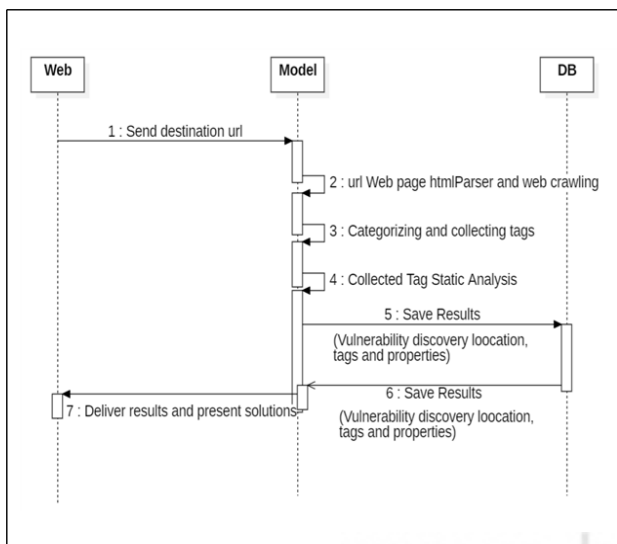 Web
Model
DB
1 : Send destination url
2 : url Web page htmlParser and web crawling
3 : Categorizing and collecting tags
4 : Collected Tag Static Analysis
5 : Save Results
(Vulnerability discovery loocation,
tags and properties)
6 : Save Results
7 : Deliver results and present solutions
(Vulnerability discovery loocation,
tags and properties)